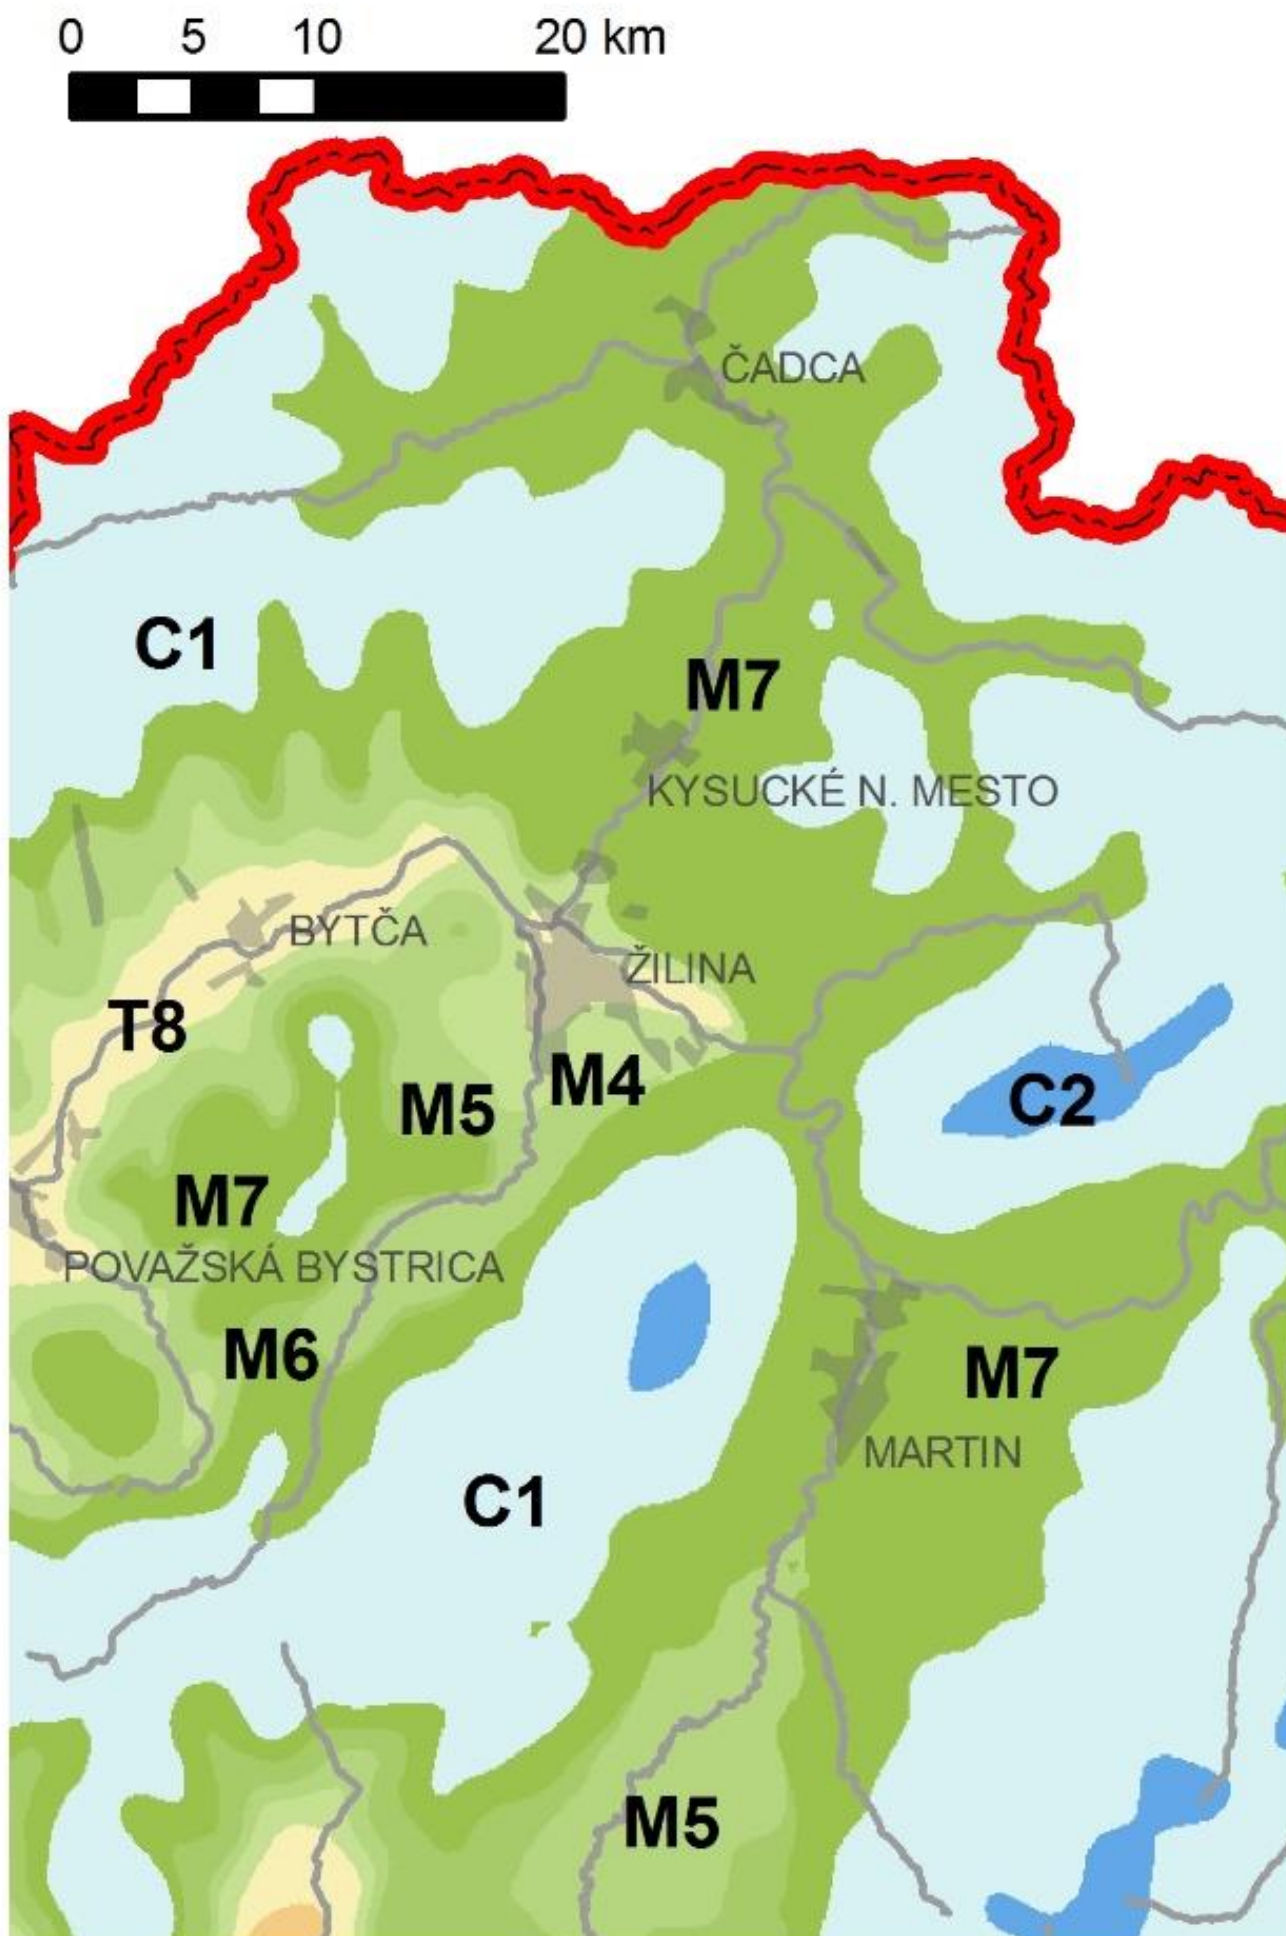 0 5 10 20 km
ČADCA
C1
M7
KYSUCKÉ N. MESTO
BYTČA
ŽILINA
T8
M4
M5
C2
M7
POVAŽSKÁ BYSTRICA
M6
M7
MARTIN
C1
M5